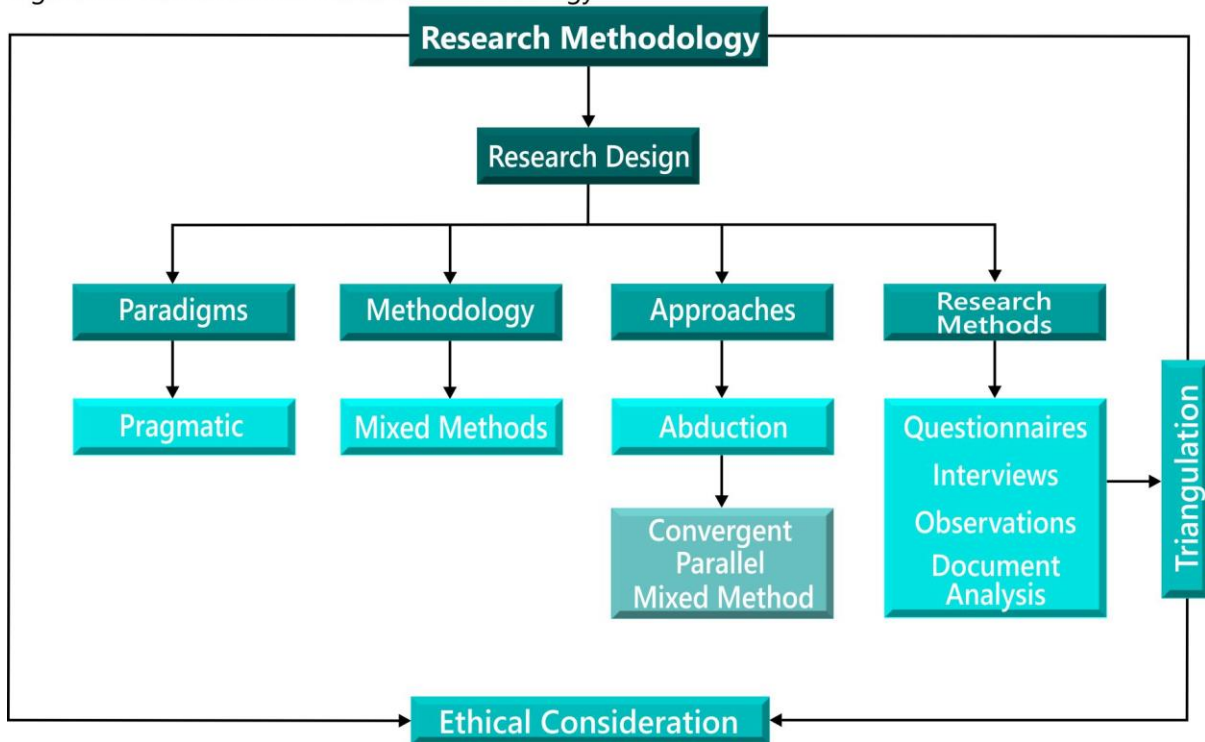 Research Methodology
Research Design
Paradigms
Methodology
Approaches
Research
Methods
Pragmatic
Mixed Methods
Abduction
Questionnaires
Interviews
Observations
Document
Analysis
Convergent
Parallel
Mixed Method
Triangulation
Ethical Consideration